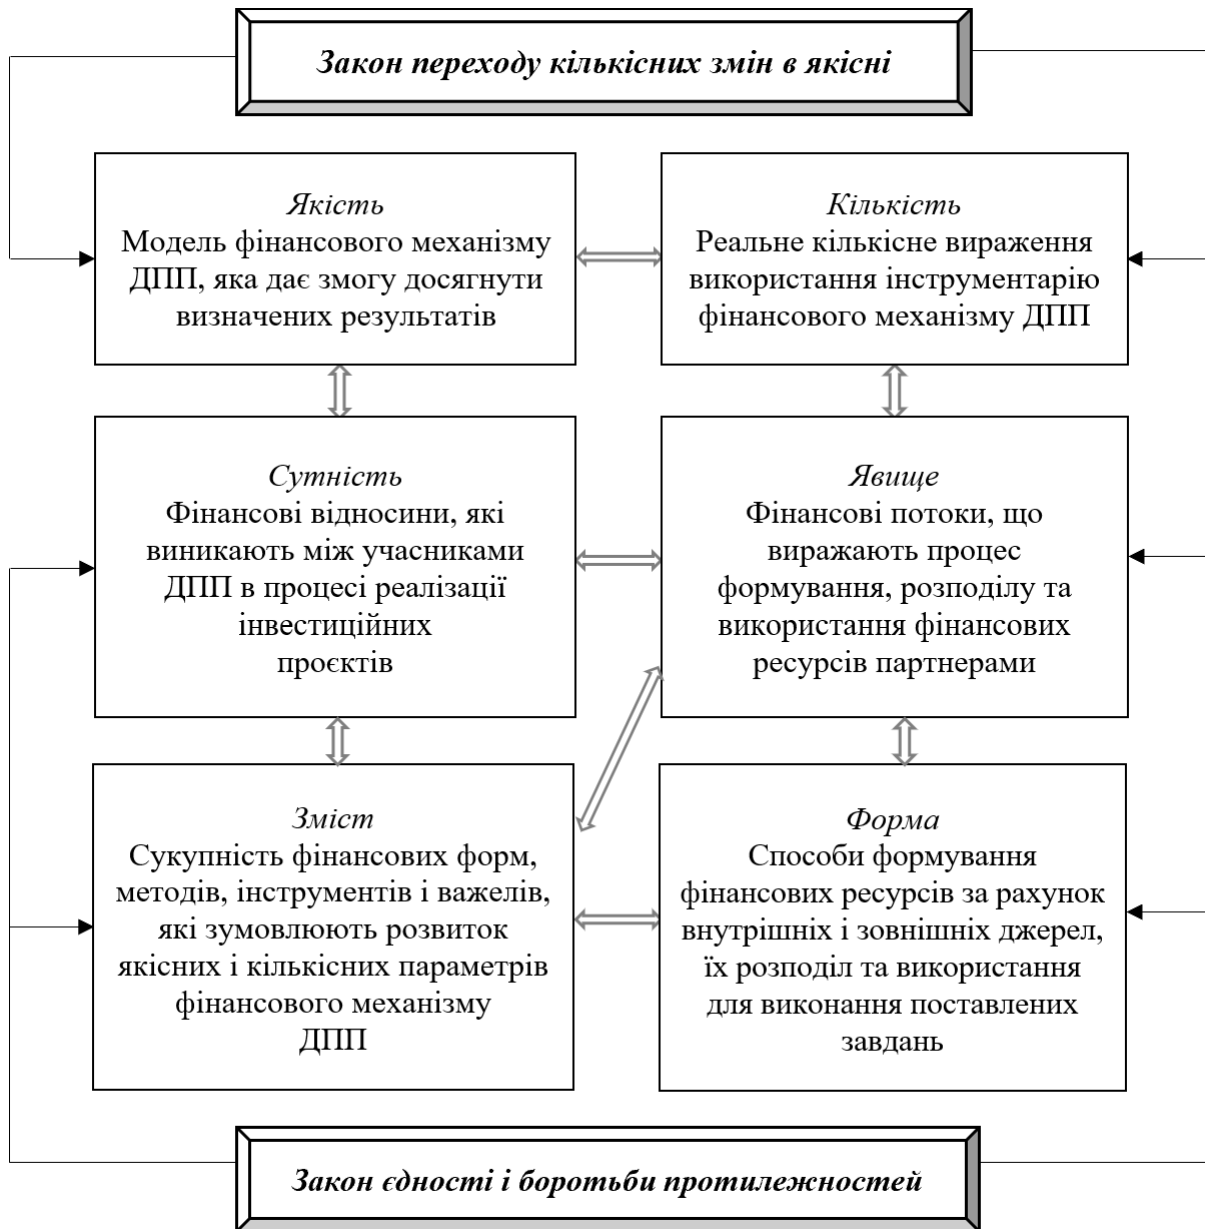 Закон переходу кількісних змін в якісні
Якість
Модель фінансового механізму
ДПП, яка дає змогу досягнути
визначених результатів
Кількість
Реальне кількісне вираження
використання інструментарію
фінансового механізму ДПП
Сутність
Фінансові відносини, які
виникають між учасниками
ДПП в процесі реалізації
інвестиційних
проєктів
Явище
Фінансові потоки, що
виражають процес
формування, розподілу та
використання фінансових
ресурсів партнерами
Зміст
Сукупність фінансових форм,
методів, інструментів і важелів,
які зумовлюють розвиток
якісних і кількісних параметрів
фінансового механізму
ДПП
Форма
Способи формування
фінансових ресурсів за рахунок
внутрішніх і зовнішніх джерел,
їх розподіл та використання
для виконання поставлених
завдань
Закон єдності і боротьби протилежностей